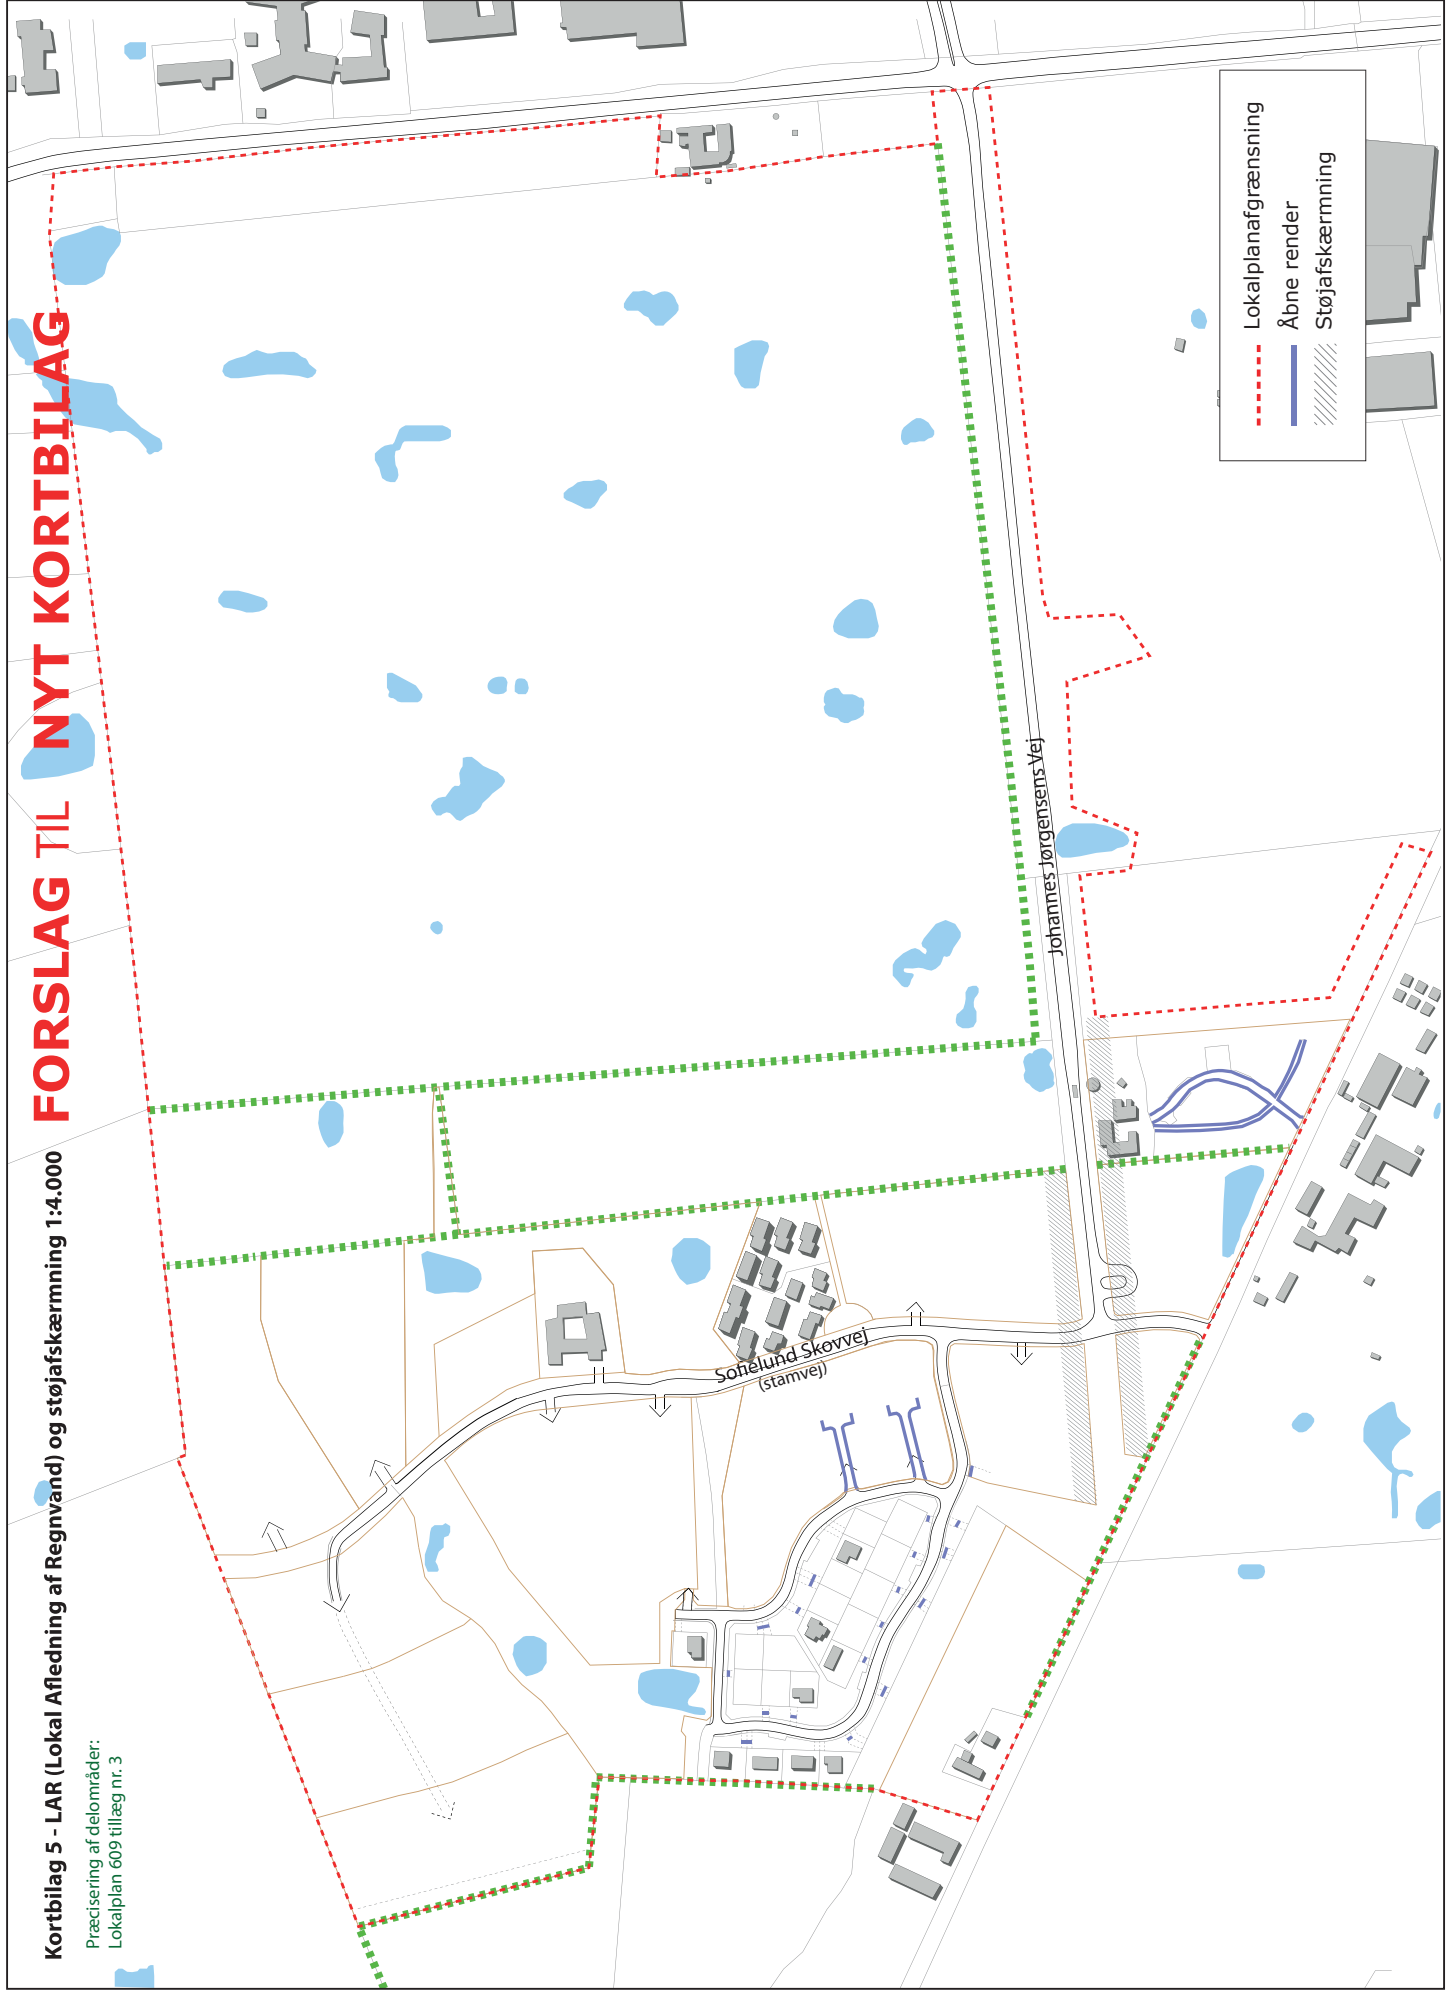 Kortbilag 5 - LAR (Lokal Afledning af Regnvand) og støjafskærmning 1:4.000
FORSLAG TIL NYT KORTBILAG
Præcisering af delområder:
Lokalplan 609 tillæg nr. 3
Sofielund Skovvej
(stamvej)
Johannes Jørgensens Vej
Lokalplanafgrænsning
Åbne render
Støjafskærmning